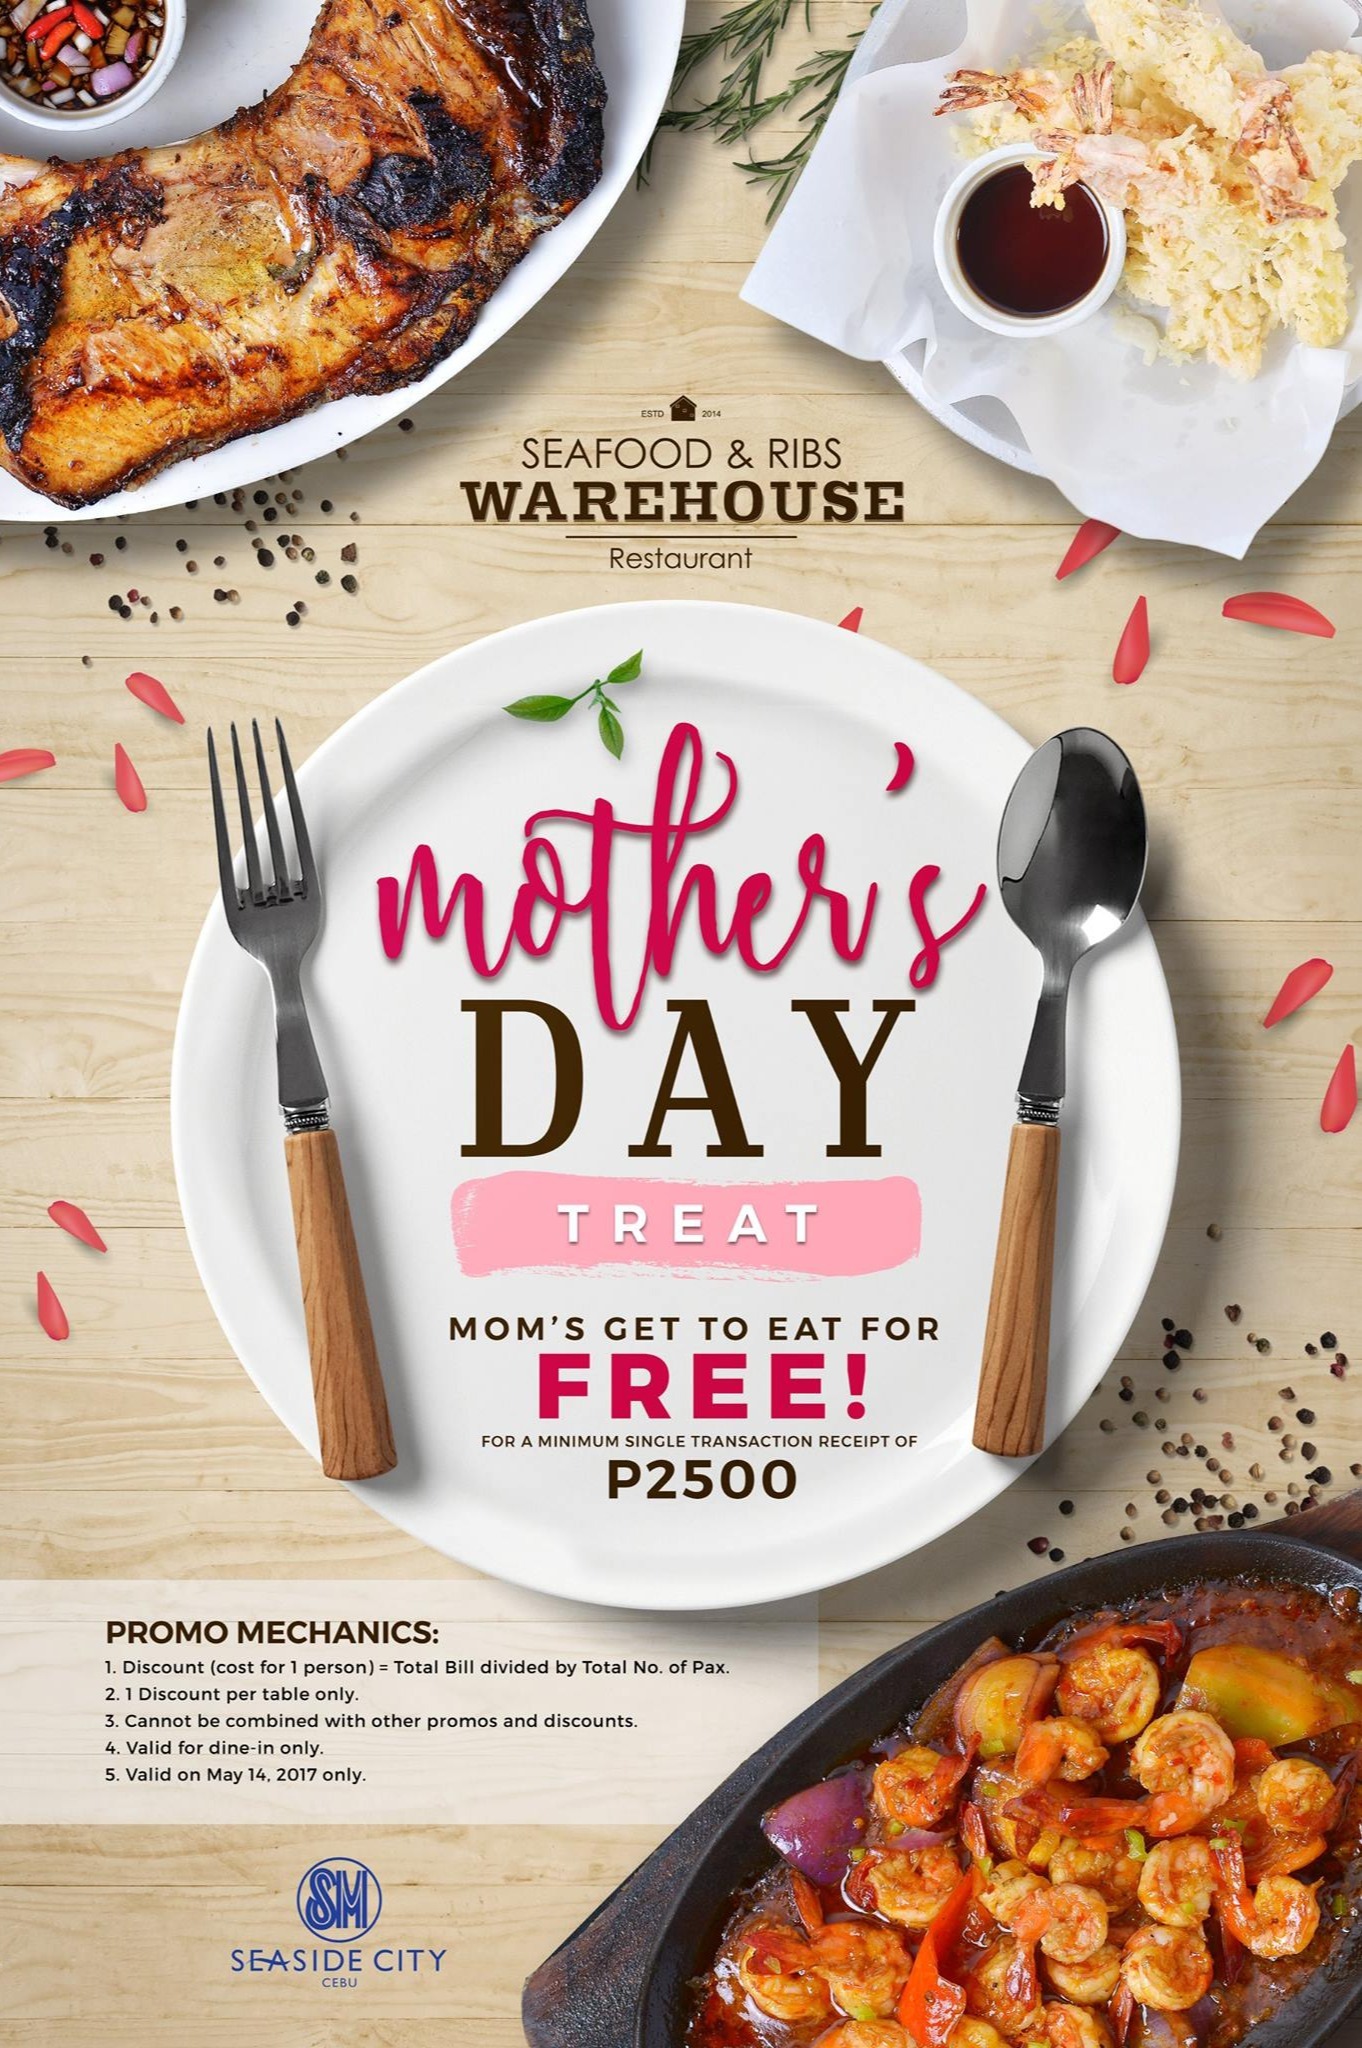 ESTD 2014
SEAFOOD & RIBS
WAREHOUSE
Restaurant
mother's
DAY
TREAT
MOM'S GET TO EAT FOR
FREE!
FOR A MINIMUM SINGLE TRANSACTION RECEIPT OF
P2500
PROMO MECHANICS:
1. Discount (cost for 1 person) = Total Bill divided by Total No. of Pax.
2. 1 Discount per table only.
3. Cannot be combined with other promos and discounts.
4. Valid for dine-in only.
5. Valid on May 14, 2017 only.
SM
SEASIDE CITY
CEBU